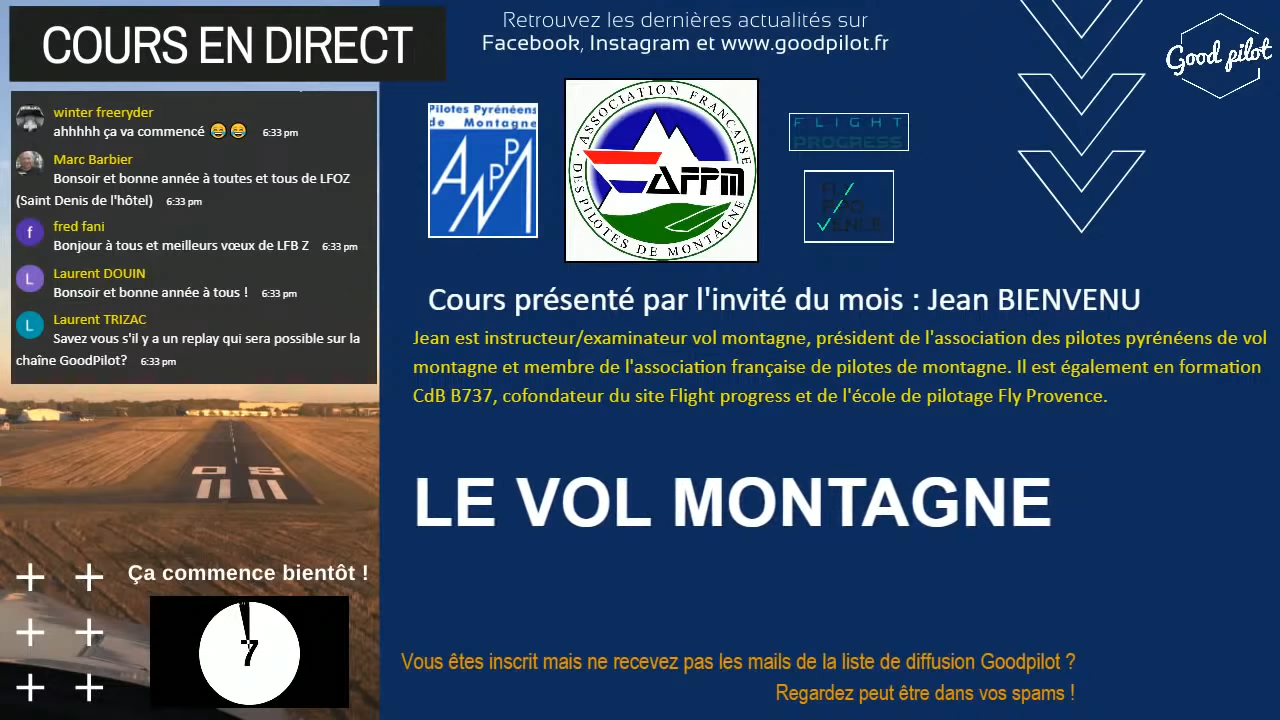 COURS EN DIRECT
winter freeryder
ahhhhh ça va commencé 😂 😂 6:33 pm
Marc Barbier
Bonsoir et bonne année à toutes et tous de LFOZ
(Saint Denis de l'hôtel) 6:33 pm
f
fred fani
Bonjour à tous et meilleurs vœux de LFB Z 6:33 pm
L
Laurent DOUIN
Bonsoir et bonne année à tous ! 6:33 pm
L
Laurent TRIZAC
Savez vous s'il y a un replay qui sera possible sur la
chaîne GoodPilot? 6:33 pm
08
Ça commence bientôt !
7
Retrouvez les dernières actualités sur
Facebook, Instagram et www.goodpilot.fr
Good pilot
Pilotes Pyrénéens
de Montagne
APPM
ASSOCIATION FRANÇAISE
DES PILOTES DE MONTAGNE
AFPM
FLIGHT
PROGRESS
FLY
PROVENCE
Cours présenté par l'invité du mois : Jean BIENVENU
Jean est instructeur/examinateur vol montagne, président de l'association des pilotes pyrénéens de vol
montagne et membre de l'association française de pilotes de montagne. Il est également en formation
CdB B737, cofondateur du site Flight progress et de l'école de pilotage Fly Provence.
LE VOL MONTAGNE
Vous êtes inscrit mais ne recevez pas les mails de la liste de diffusion Goodpilot ?
Regardez peut être dans vos spams !